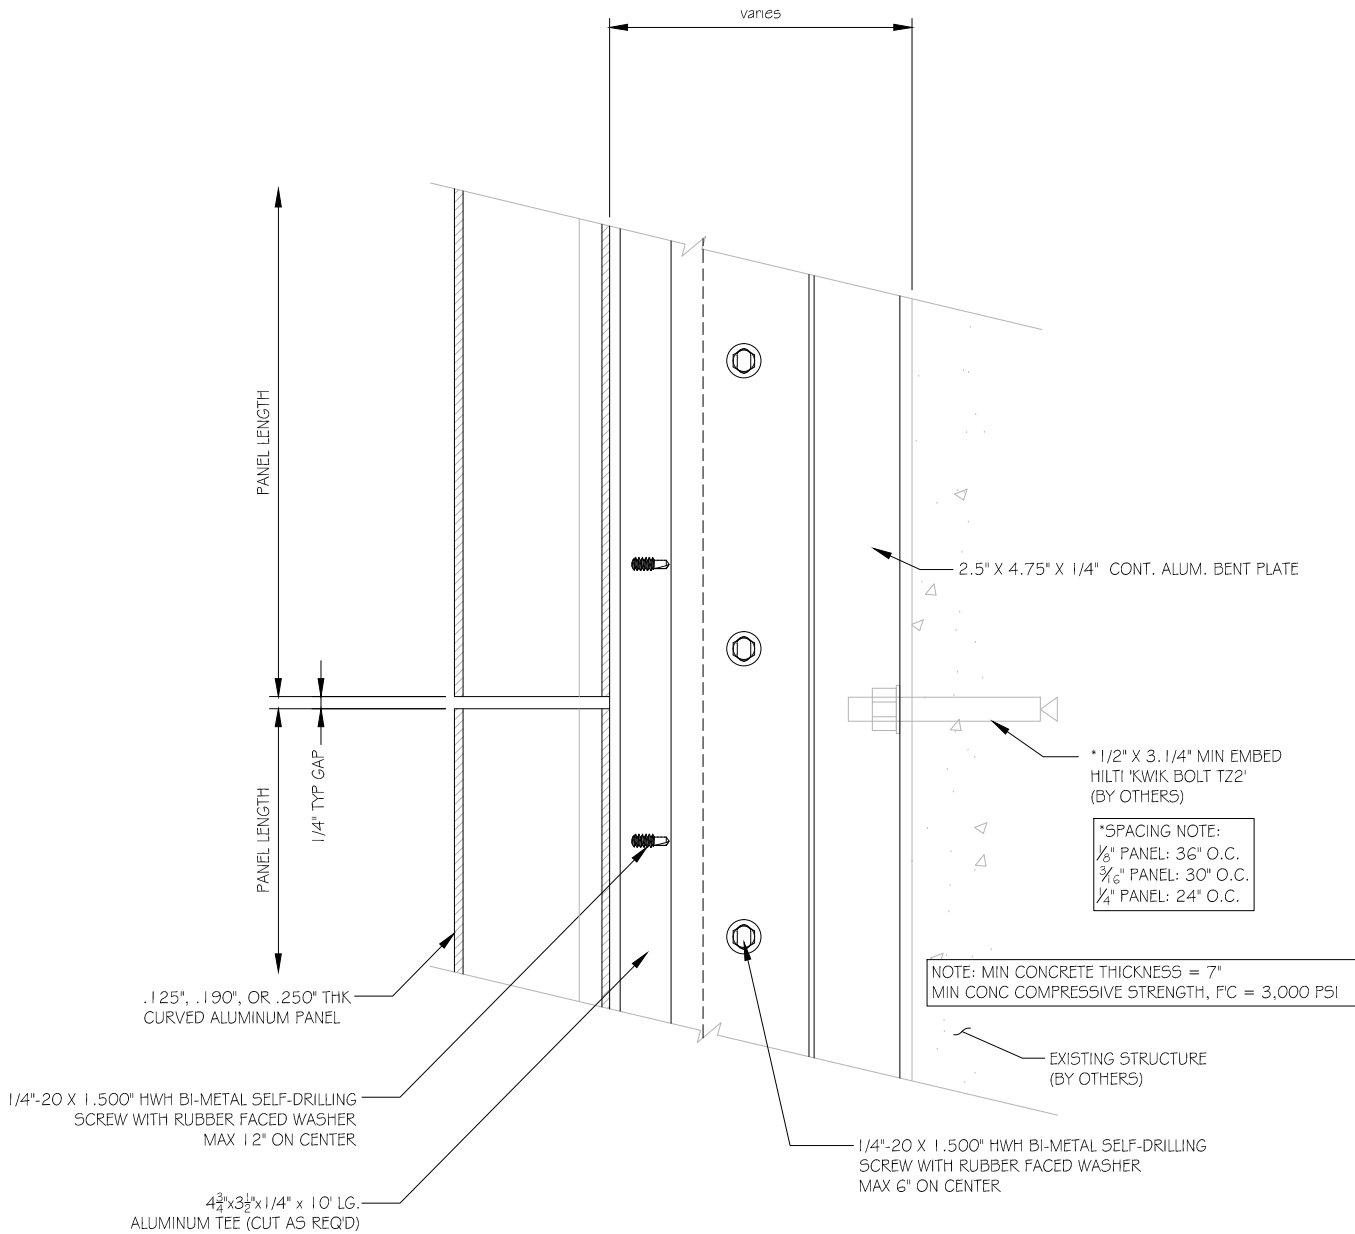 varies
PANEL LENGTH
2.5" X 4.75" X 1/4" CONT. ALUM. BENT PLATE
1/4" TYP GAP
PANEL LENGTH
*1/2" X 3.1/4" MIN EMBED
HILTI 'KWIK BOLT TZ2'
(BY OTHERS)
*SPACING NOTE:
1/8" PANEL: 36" O.C.
3/16" PANEL: 30" O.C.
1/4" PANEL: 24" O.C.
NOTE: MIN CONCRETE THICKNESS = 7"
MIN CONC COMPRESSIVE STRENGTH, F'C = 3,000 PSI
.125", .190", OR .250" THK
CURVED ALUMINUM PANEL
EXISTING STRUCTURE
(BY OTHERS)
1/4"-20 X 1.500" HWH BI-METAL SELF-DRILLING
SCREW WITH RUBBER FACED WASHER
MAX 12" ON CENTER
1/4"-20 X 1.500" HWH BI-METAL SELF-DRILLING
SCREW WITH RUBBER FACED WASHER
MAX 6" ON CENTER
4 3/4"x3 1/2"x1/4" x 10' LG.
ALUMINUM TEE (CUT AS REQ'D)